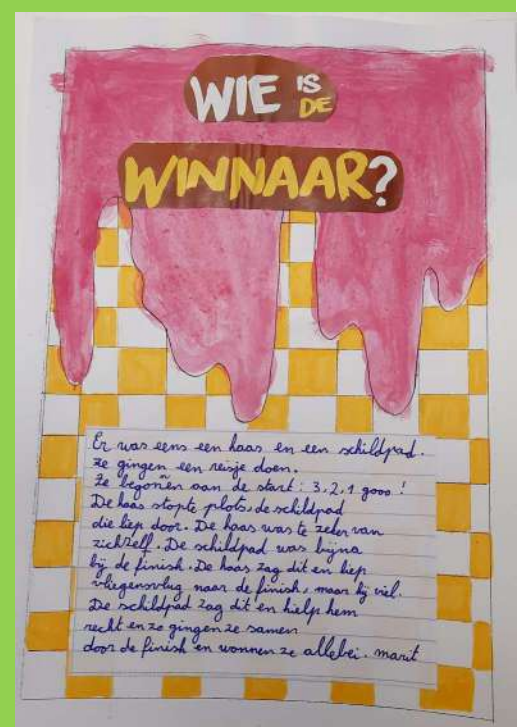 WIE IS
DE
WINNAAR?
Er was eens een haas en een schildpad.
ze gingen een reisje doen.
Ze begonnen aan de start: 3,2,1 gooo!
De haas stopte plots, de schildpad
die liep door. De haas was te zeker van
zichzelf. De schildpad was bijna
bij de finish. De haas zag dit en liep
vliegensvlug naar de finish, maar hij viel.
De schildpad zag dit en hielp hem
recht en zo gingen ze samen
door de finish en wonnen ze allebei. marit